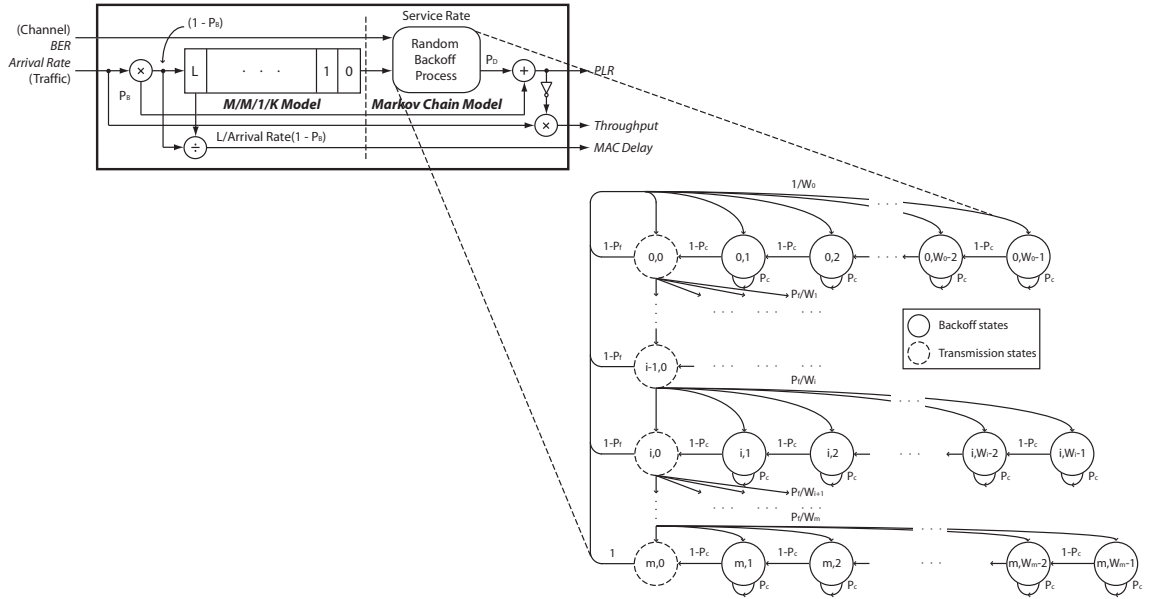 Service Rate
(Channel)
BER
(1 - PB)
Arrival Rate
(Traffic)
L . . . 1 0
Random
Backoff
Process
PD
PLR
PB
M/M/1/K Model
Markov Chain Model
Throughput
L/Arrival Rate(1 - PB)
MAC Delay
1/W0
. . .
1-Pf 0,0 1-Pc 0,1 1-Pc 0,2 . . . 0,W0-2 1-Pc 0,W0-1
Pc Pc Pc Pc
Pf/W1
. . . . . . . . .
Backoff states
Transmission states
1-Pf i-1,0 . . . . . . . . .
Pf/Wi
. . .
1-Pf i,0 1-Pc i,1 1-Pc i,2 . . . i,Wi-2 1-Pc i,Wi-1
Pc Pc Pc Pc
Pf/Wi+1
. . . . . . . . .
Pf/Wm
. . .
1 m,0 1-Pc m,1 1-Pc m,2 . . . m,Wm-2 1-Pc m,Wm-1
Pc Pc Pc Pc